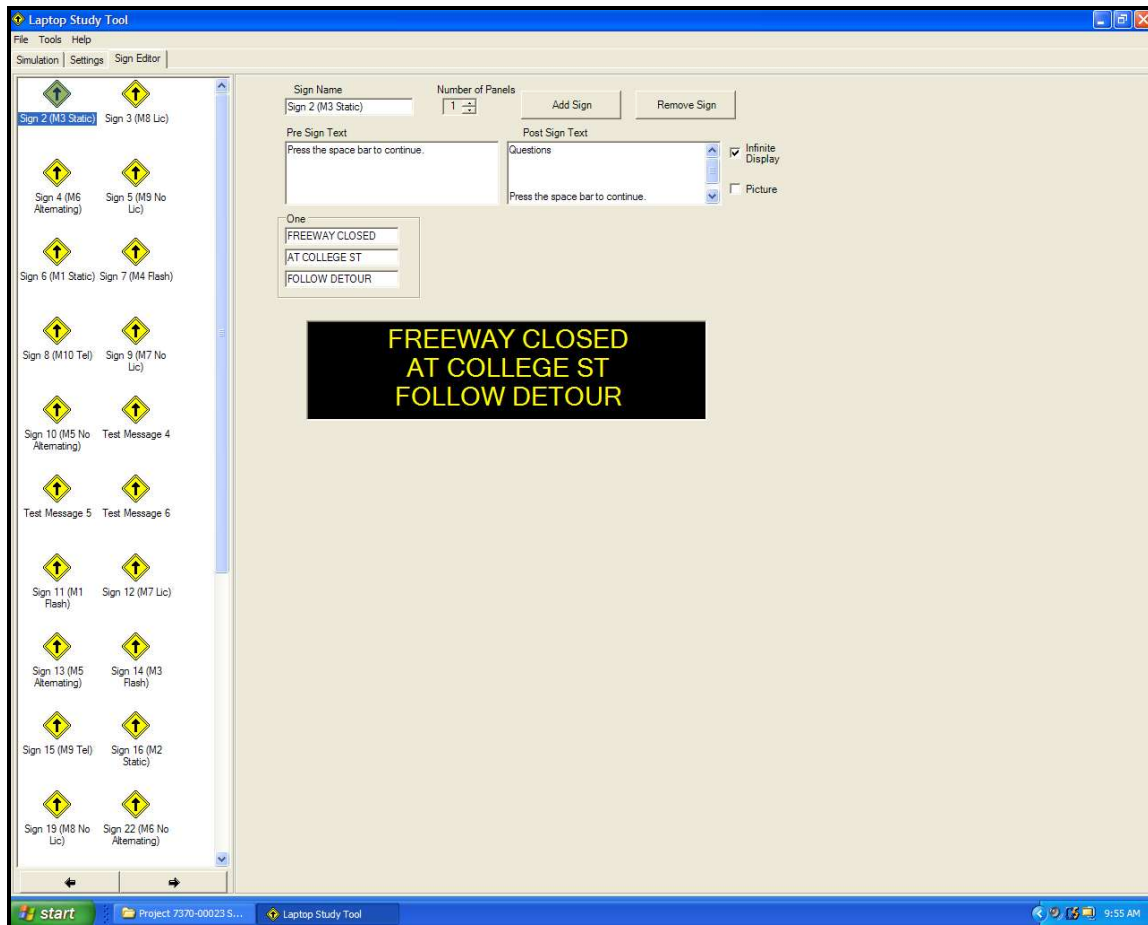 Laptop Study Tool
File Tools Help
Simulation Settings Sign Editor
Sign 2 (M3 Static)
Sign 3 (M8 Lic)
Sign 4 (M6
Alternating)
Sign 5 (M9 No
Lic)
Sign 6 (M1 Static)
Sign 7 (M4 Flash)
Sign 8 (M10 Tel)
Sign 9 (M7 No
Lic)
Sign 10 (M5 No
Alternating)
Test Message 4
Test Message 5
Test Message 6
Sign 11 (M1
Flash)
Sign 12 (M7 Lic)
Sign 13 (M5
Alternating)
Sign 14 (M3
Flash)
Sign 15 (M9 Tel)
Sign 16 (M2
Static)
Sign 19 (M8 No
Lic)
Sign 22 (M6 No
Alternating)
Sign Name
Sign 2 (M3 Static)
Number of Panels
1
Add Sign
Remove Sign
Pre Sign Text
Press the space bar to continue.
Post Sign Text
Questions
Press the space bar to continue.
Infinite
Display
Picture
One
FREEWAY CLOSED
AT COLLEGE ST
FOLLOW DETOUR
FREEWAY CLOSED
AT COLLEGE ST
FOLLOW DETOUR
start
Project 7370-00023 S...
Laptop Study Tool
9:55 AM